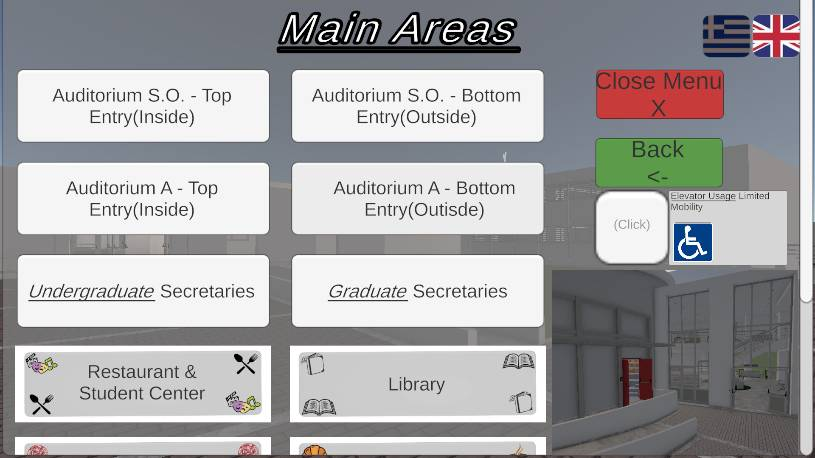 Main Areas
Auditorium S.O. - Top
Entry(Inside)
Auditorium S.O. - Bottom
Entry(Outside)
Close Menu
X
Back
<-
Auditorium A - Top
Entry(Inside)
Auditorium A - Bottom
Entry(Outisde)
(Click)
Elevator Usage Limited
Mobility
Undergraduate Secretaries
Graduate Secretaries
Restaurant &
Student Center
Library